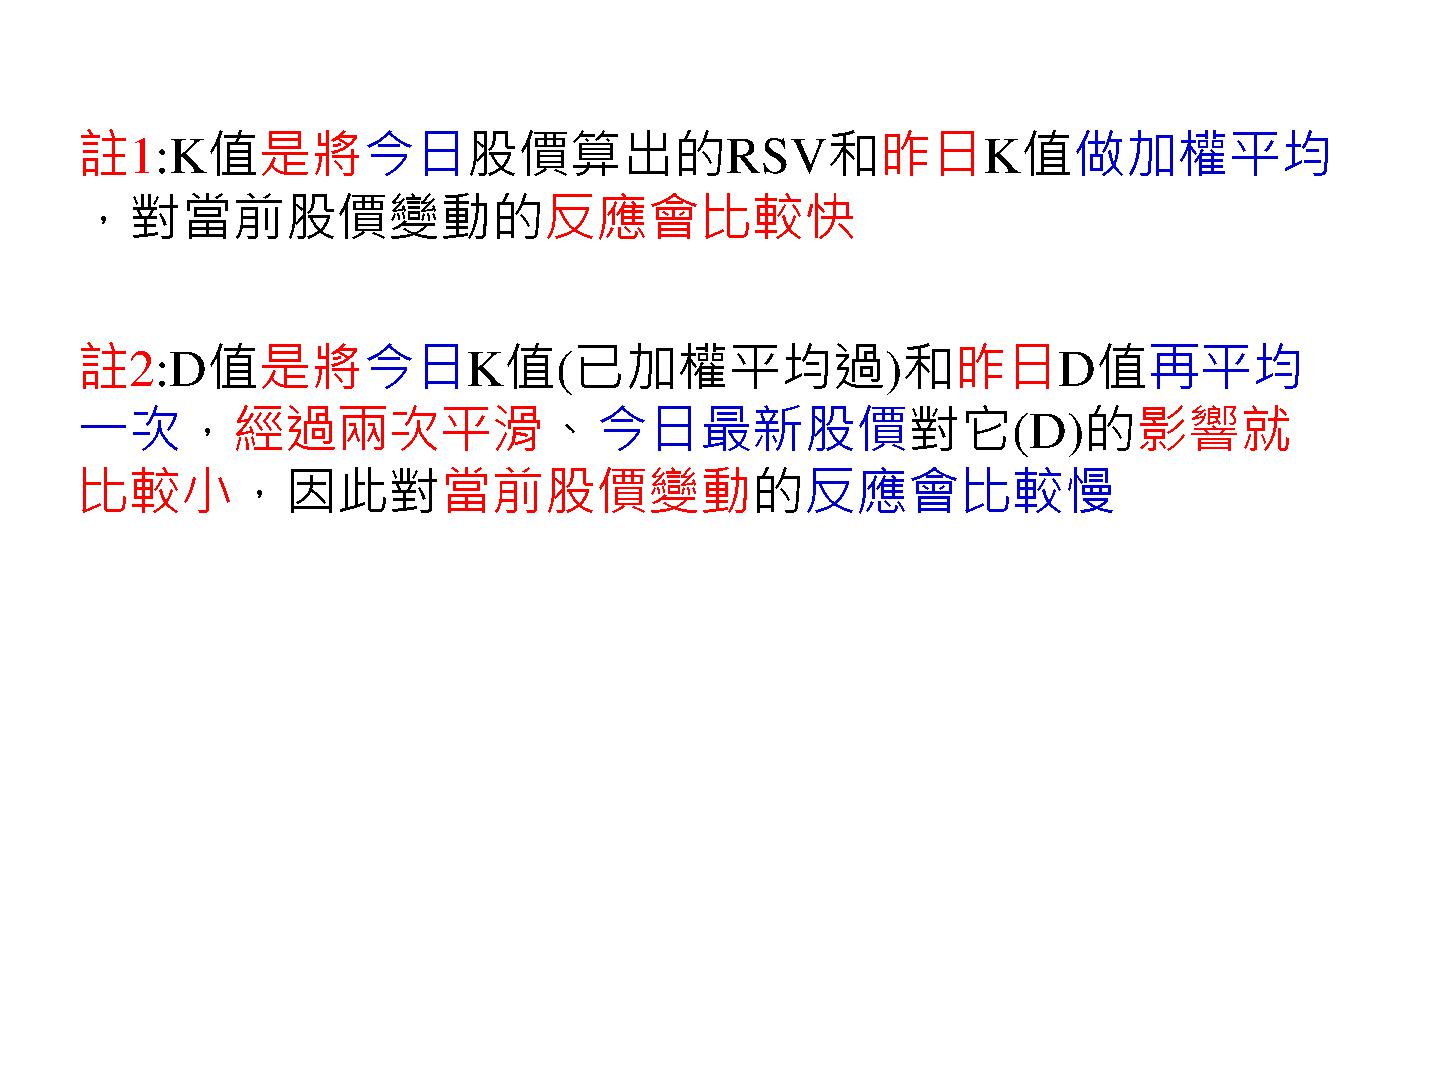 註1:K值是將今日股價算出的RSV和昨日K值做加權平均
，對當前股價變動的反應會比較快
註2:D值是將今日K值(已加權平均過)和昨日D值再平均
一次，經過兩次平滑、今日最新股價對它(D)的影響就
比較小，因此對當前股價變動的反應會比較慢